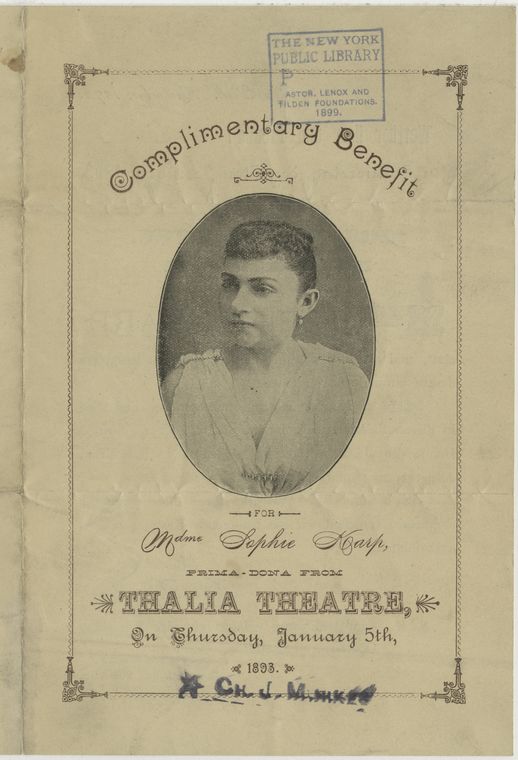 THE NEW YORK
PUBLIC LIBRARY
P
ASTOR, LENOX AND
TILDEN FOUNDATIONS.
1899.
Complimentary Benefit
FOR
Mdme Sophie Karp,
PRIMA-DONA FROM
THALIA THEATRE,
On Thursday, January 5th,
1893.
CH. J. M